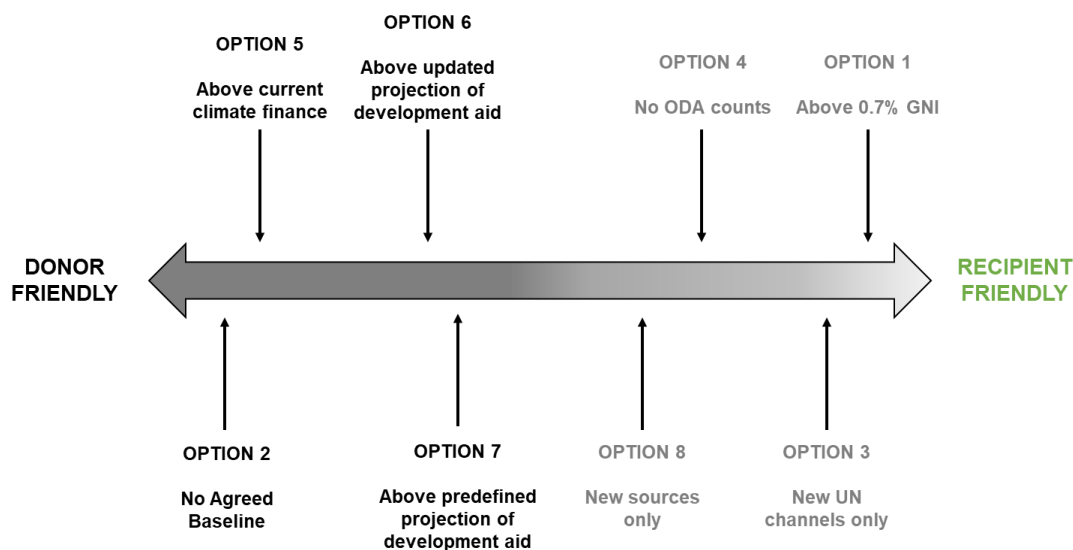 OPTION 5
Above current
climate finance
OPTION 6
Above updated
projection of
development aid
OPTION 4
No ODA counts
OPTION 1
Above 0.7% GNI
DONOR
FRIENDLY
RECIPIENT
FRIENDLY
OPTION 2
No Agreed
Baseline
OPTION 7
Above predefined
projection of
development aid
OPTION 8
New sources
only
OPTION 3
New UN
channels only